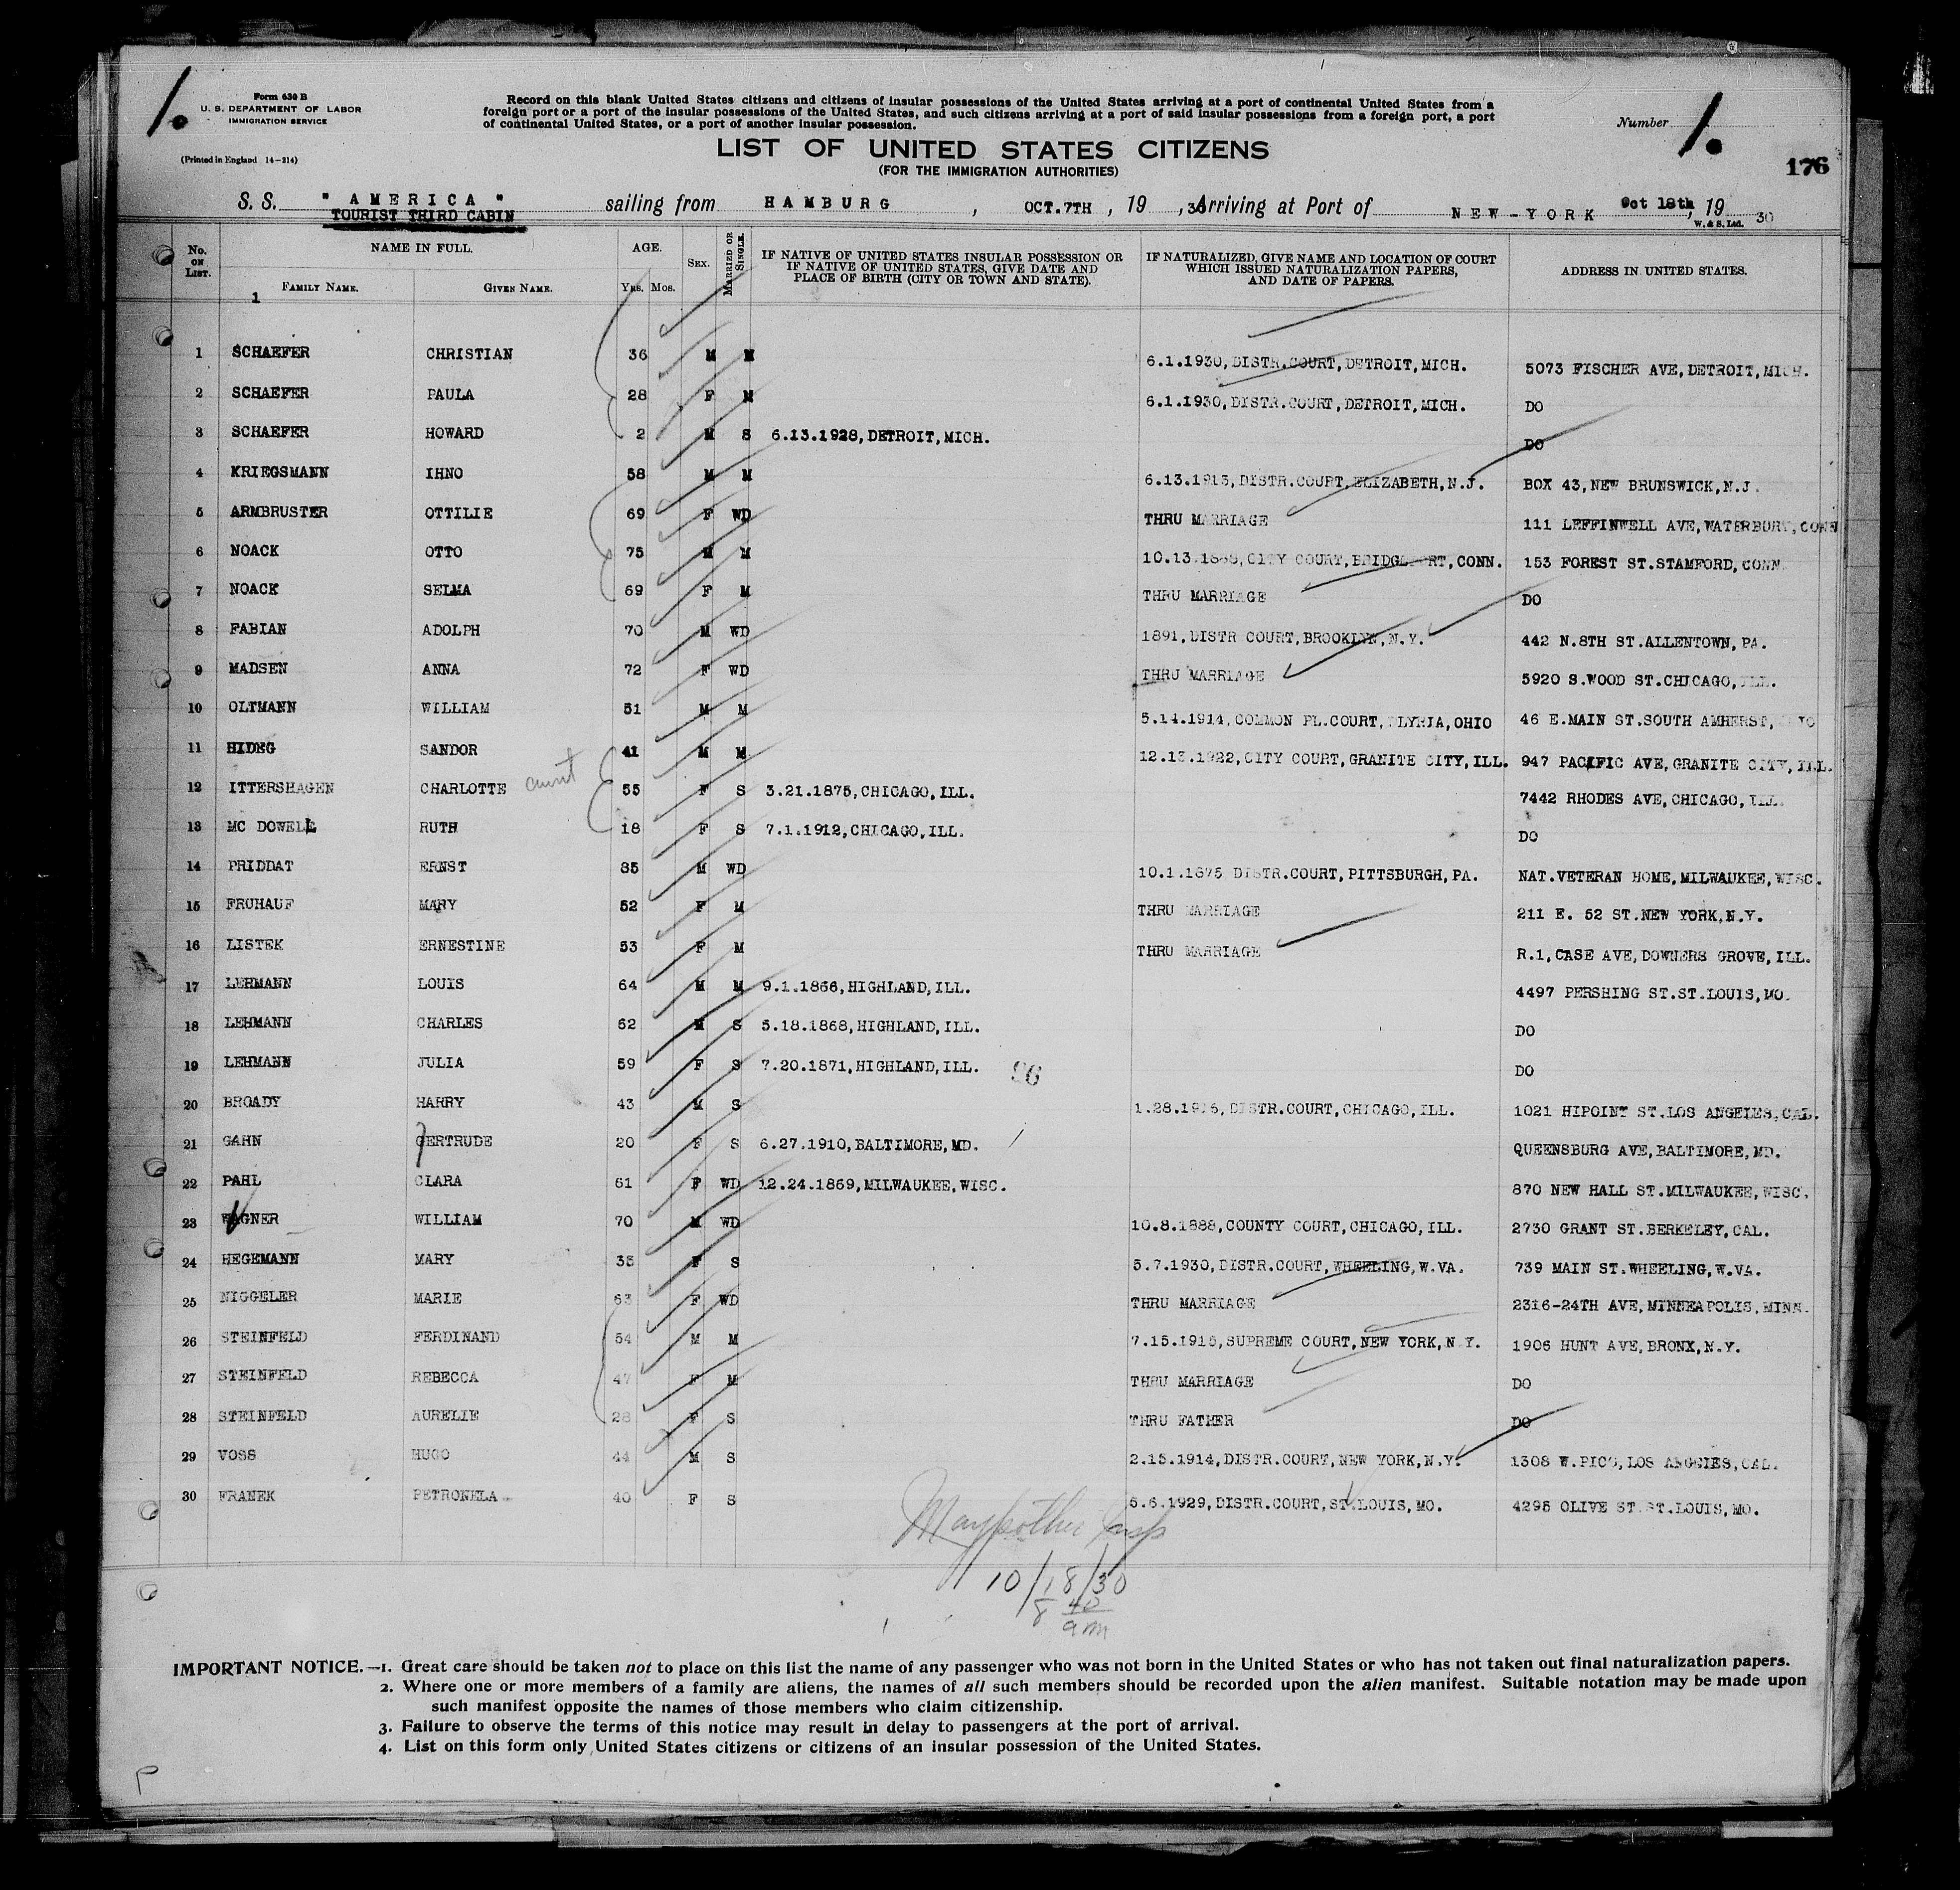 1.
Form 630 B
U. S. DEPARTMENT OF LABOR
IMMIGRATION SERVICE
(Printed in England 14—214)
Record on this blank United States citizens and citizens of insular possessions of the United States arriving at a port of continental United States from a
foreign port or a port of the insular possessions of the United States, and such citizens arriving at a port of said insular possessions from a foreign port, a port
of continental United States, or a port of another insular possession.
Number 1.
LIST OF UNITED STATES CITIZENS
(FOR THE IMMIGRATION AUTHORITIES)
176
S. S. " AMERICA " sailing from HAMBURG, OCT.7TH, 19 30, Arriving at Port of NEW-YORK Oct 18th, 19 30
TOURIST THIRD CABIN
W. & S. Ltd.
No. ON LIST. NAME IN FULL. FAMILY NAME. GIVEN NAME. AGE. YRS. MOS. SEX. MARRIED OR SINGLE. IF NATIVE OF UNITED STATES INSULAR POSSESSION OR IF NATIVE OF UNITED STATES, GIVE DATE AND PLACE OF BIRTH (CITY OR TOWN AND STATE). IF NATURALIZED, GIVE NAME AND LOCATION OF COURT WHICH ISSUED NATURALIZATION PAPERS, AND DATE OF PAPERS. ADDRESS IN UNITED STATES.
1
1 SCHAEFER CHRISTIAN 36 M M 6.1.1930, DISTR.COURT, DETROIT, MICH. 5073 FISCHER AVE, DETROIT, MICH.
2 SCHAEFER PAULA 28 F M 6.1.1930, DISTR.COURT, DETROIT, MICH. DO
3 SCHAEFER HOWARD 2 M S 6.13.1928, DETROIT, MICH. DO
4 KRIEGSMANN IHNO 58 M M 6.13.1913, DISTR.COURT, ELIZABETH, N.J. BOX 43, NEW BRUNSWICK, N.J.
5 ARMBRUSTER OTTILIE 69 F WD THRU MARRIAGE 111 LEFFINWELL AVE, WATERBURY, CONN
6 NOACK OTTO 75 M M CITY COURT, BRIDGEPORT, CONN. 153 FOREST ST.STAMFORD, CONN.
7 NOACK SELMA 69 F M THRU MARRIAGE DO
8 FABIAN ADOLPH 70 M WD 1891, DISTR COURT, BROOKLYN, N.Y. 442 N.8TH ST.ALLENTOWN, PA.
9 MADSEN ANNA 72 F WD THRU MARRIAGE 5920 S.WOOD ST.CHICAGO, ILL.
10 OLTMANN WILLIAM 51 M M 5.14.1914, COMMON PL.COURT, ELYRIA, OHIO 46 E.MAIN ST.SOUTH AMHERST, OHIO
11 HIDEG SANDOR 41 M M 12.13.1922, CITY COURT, GRANITE CITY, ILL. 947 PACIFIC AVE, GRANITE CITY, ILL.
12 ITTERSHAGEN CHARLOTTE aunt 55 F S 3.21.1875, CHICAGO, ILL. 7442 RHODES AVE, CHICAGO, ILL.
13 MC DOWELL RUTH 18 F S 7.1.1912, CHICAGO, ILL. DO
14 PRIDDAT ERNST 85 M WD 10.1.1875 DISTR.COURT, PITTSBURGH, PA. NAT.VETERAN HOME, MILWAUKEE, WISC.
15 FRUHAUF MARY 52 F M THRU MARRIAGE 211 E. 52 ST.NEW YORK, N.Y.
16 LISTEK ERNESTINE 53 F M THRU MARRIAGE R.1, CASE AVE, DOWNERS GROVE, ILL.
17 LEHMANN LOUIS 64 M M 9.1.1866, HIGHLAND, ILL. 4497 PERSHING ST.ST.LOUIS, MO.
18 LEHMANN CHARLES 62 M S 5.18.1868, HIGHLAND, ILL. DO
19 LEHMANN JULIA 59 F S 7.20.1871, HIGHLAND, ILL. 96 DO
20 BROADY HARRY 43 M S DISTR.COURT, CHICAGO, ILL. 1021 HIPOINT ST.LOS ANGELES, CAL.
21 GAHN GERTRUDE 20 F S 6.27.1910, BALTIMORE, MD. QUEENSBURG AVE, BALTIMORE, MD.
22 PAHL CLARA 61 F WD 12.24.1869, MILWAUKEE, WISC. 870 NEW HALL ST.MILWAUKEE, WISC.
23 WAGNER WILLIAM 70 M WD 10.8.1888, COUNTY COURT, CHICAGO, ILL. 2730 GRANT ST.BERKELEY, CAL.
24 HEGEMANN MARY F S 5.7.1930, DISTR.COURT, WHEELING, W.VA. 739 MAIN ST.WHEELING, W.VA.
25 NIGGELER MARIE 63 F WD THRU MARRIAGE 2316-24TH AVE, MINNEAPOLIS, MINN.
26 STEINFELD FERDINAND 54 M M SUPREME COURT, NEW YORK, N.Y. 1906 HUNT AVE, BRONX, N.Y.
27 STEINFELD REBECCA 47 F M THRU MARRIAGE DO
28 STEINFELD AURELIE 28 F S THRU FATHER DO
29 VOSS HUGO 44 M S 2.15.1914, DISTR.COURT, NEW YORK, N.Y. 1308 W.PICO, LOS ANGELES, CAL.
30 FRANEK PETRONELA 40 F S 5.6.1929, DISTR.COURT, ST.LOUIS, MO. 4295 OLIVE ST.ST.LOUIS, MO.
Insp
10/18/30
8 40
am
IMPORTANT NOTICE.—1. Great care should be taken not to place on this list the name of any passenger who was not born in the United States or who has not taken out final naturalization papers.
2. Where one or more members of a family are aliens, the names of all such members should be recorded upon the alien manifest. Suitable notation may be made upon
such manifest opposite the names of those members who claim citizenship.
3. Failure to observe the terms of this notice may result in delay to passengers at the port of arrival.
4. List on this form only United States citizens or citizens of an insular possession of the United States.
P